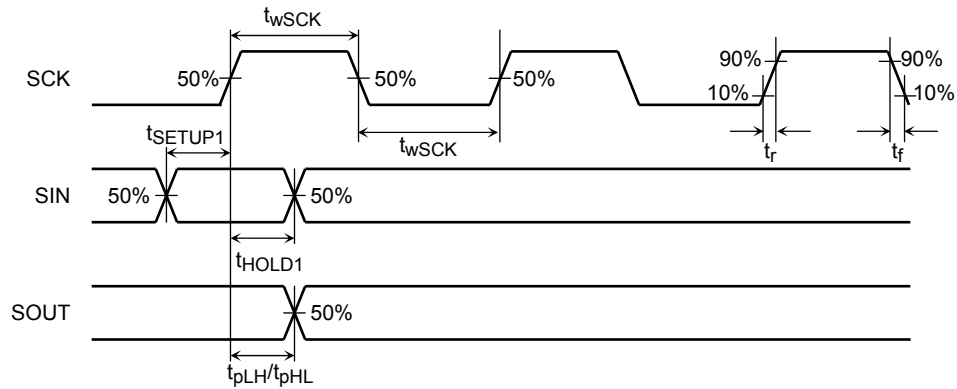 twSCK
SCK
50%
50%
50%
90%
10%
90%
10%
tSETUP1
twSCK
tr
tf
SIN
50%
50%
tHOLD1
SOUT
50%
tpLH/tpHL